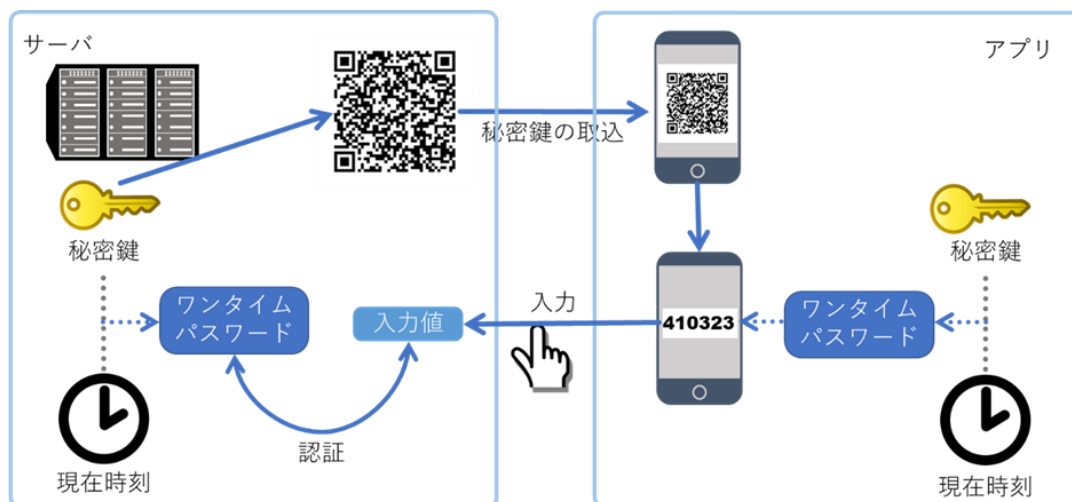 サーバ
アプリ
秘密鍵の取込
秘密鍵
秘密鍵
ワンタイム
パスワード
入力値
入力
410323
ワンタイム
パスワード
認証
現在時刻
現在時刻